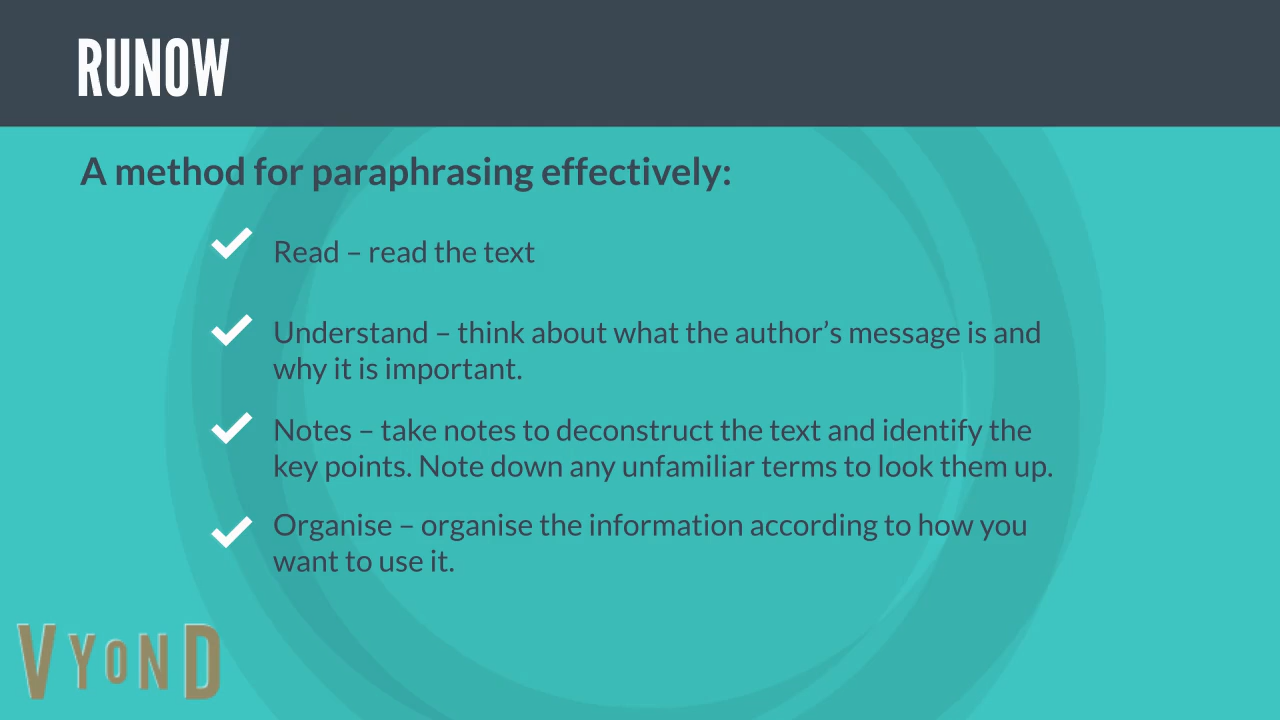 RUNOW
A method for paraphrasing effectively:
Read – read the text
Understand – think about what the author’s message is and
why it is important.
Notes – take notes to deconstruct the text and identify the
key points. Note down any unfamiliar terms to look them up.
Organise – organise the information according to how you
want to use it.
VYOND